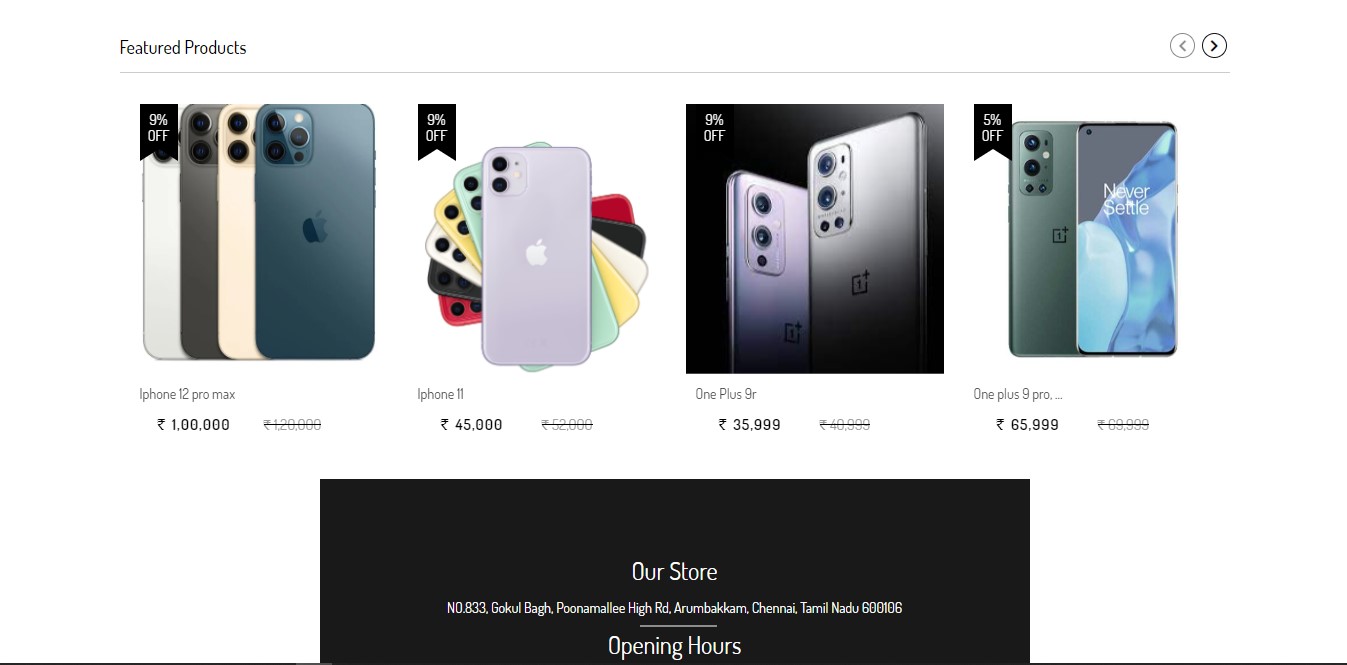 Featured Products
9%
OFF
9%
OFF
9%
OFF
5%
OFF
Never
Settle
Iphone 12 pro max
Iphone 11
One Plus 9r
One plus 9 pro, ...
₹ 1,00,000 ₹ 1,20,000
₹ 45,000 ₹ 52,000
₹ 35,999 ₹ 40,999
₹ 65,999 ₹ 69,999
Our Store
NO.833, Gokul Bagh, Poonamallee High Rd, Arumbakkam, Chennai, Tamil Nadu 600106
Opening Hours